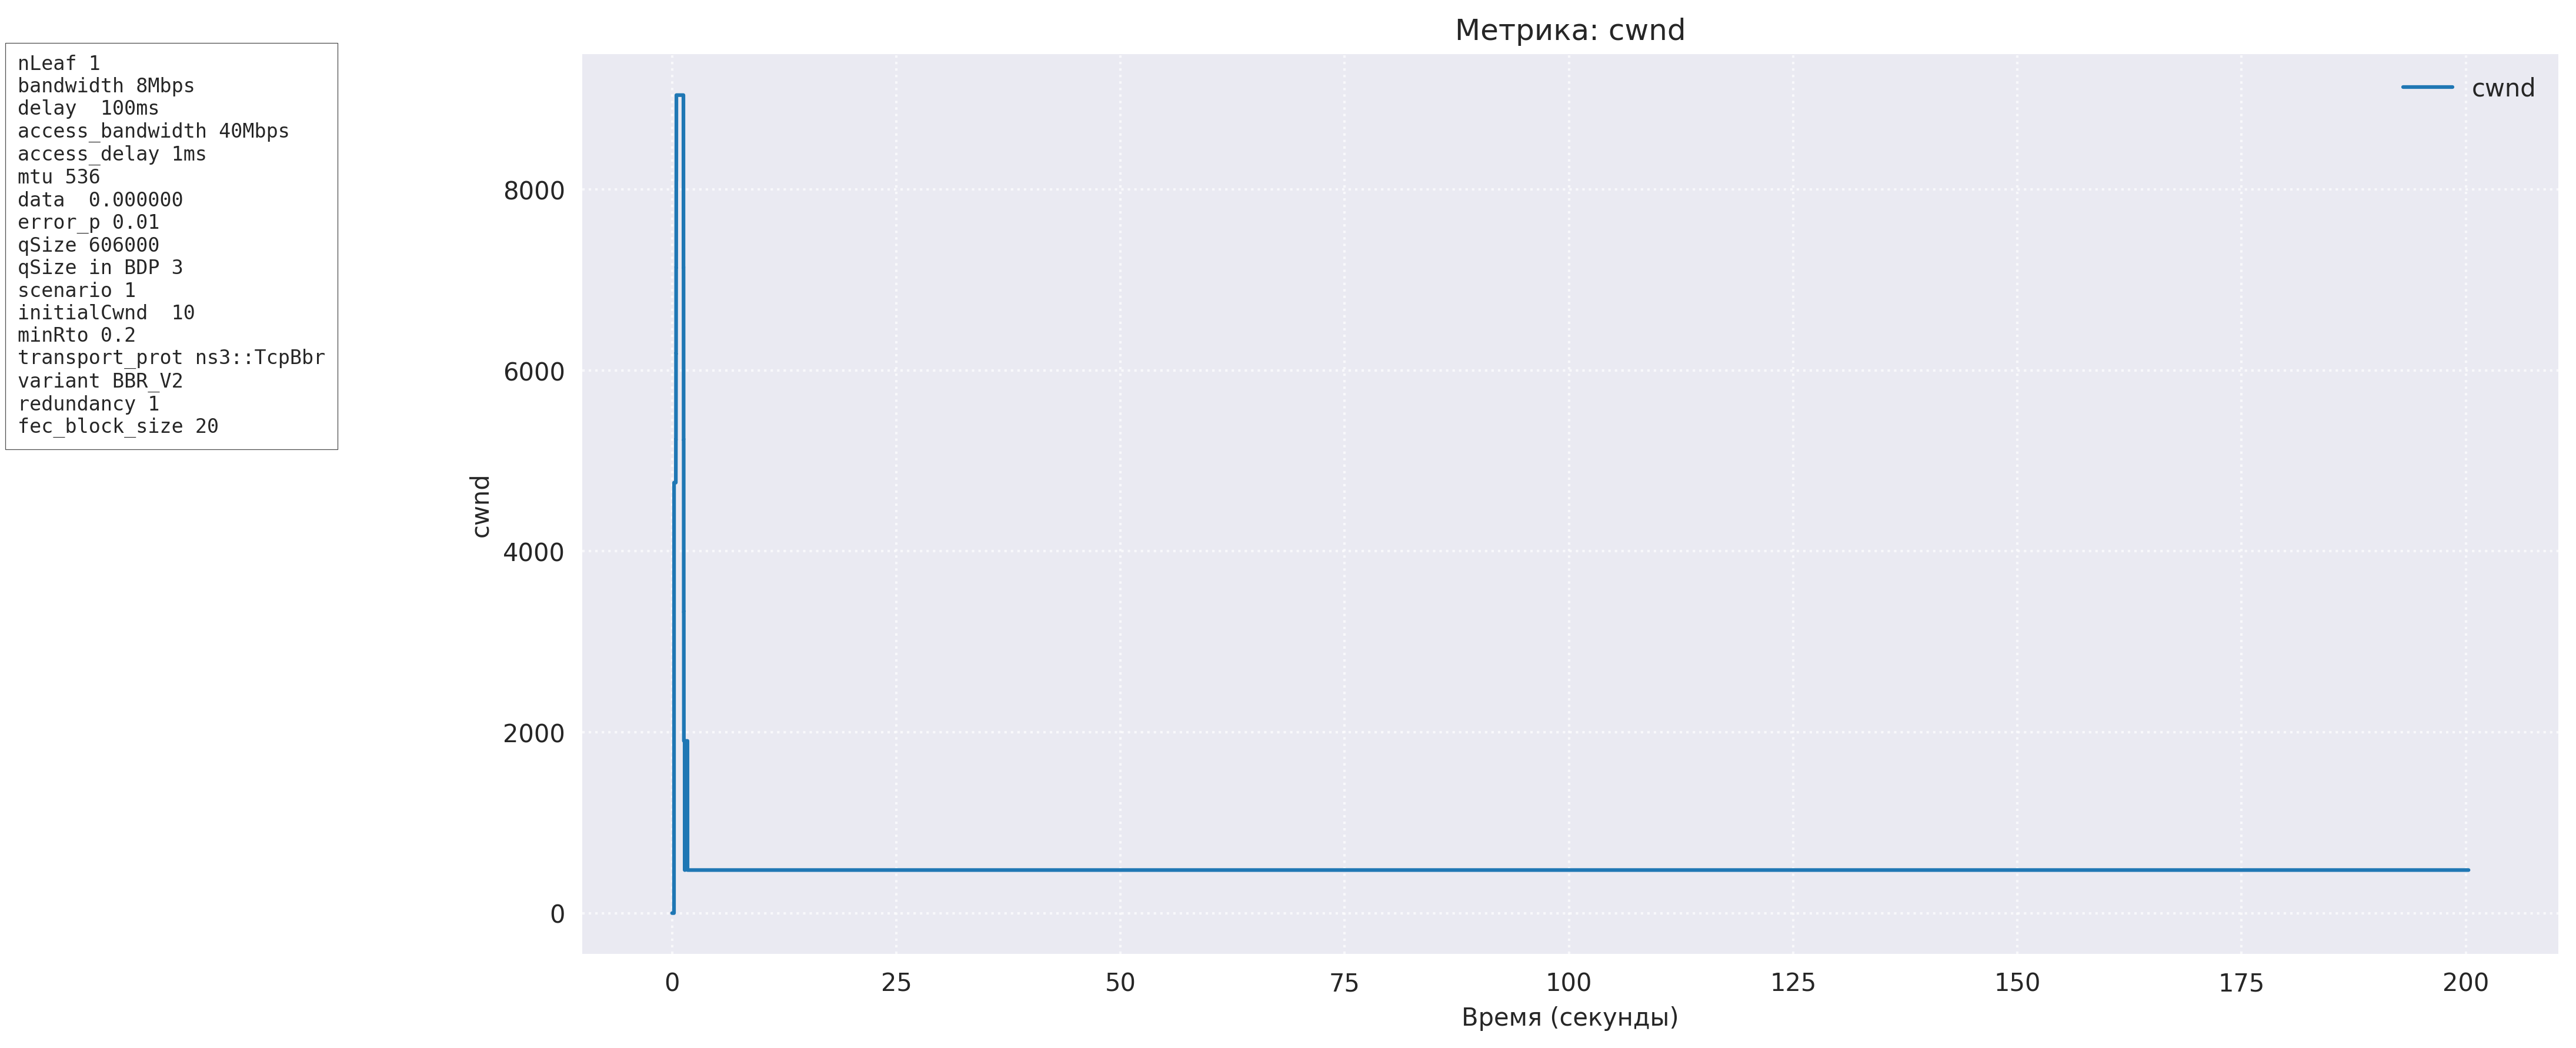 Метрика: cwnd
nLeaf 1
bandwidth 8Mbps
delay  100ms
access_bandwidth 40Mbps
access_delay 1ms
mtu 536
data  0.000000
error_p 0.01
qSize 606000
qSize in BDP 3
scenario 1
initialCwnd  10
minRto 0.2
transport_prot ns3::TcpBbr
variant BBR_V2
redundancy 1
fec_block_size 20
cwnd
cwnd
8000
6000
4000
2000
0
0 25 50 75 100 125 150 175 200
Время (секунды)